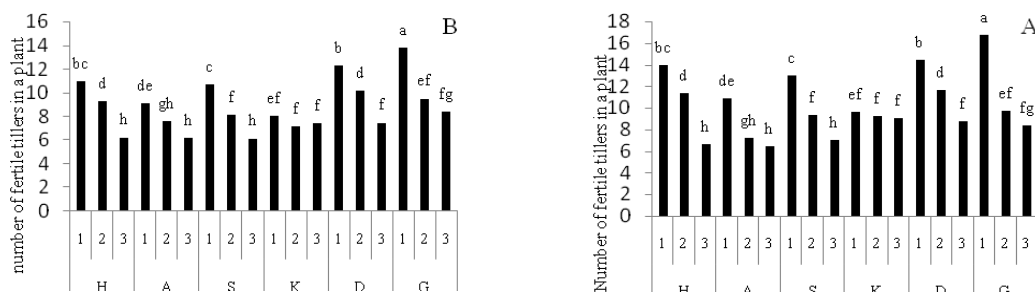 B
number of fertile tillers in a plant
16
14
12
10
8
6
4
2
0
bc d h de gh h c f h ef f f b d f a ef fg
1 2 3 1 2 3 1 2 3 1 2 3 1 2 3 1 2 3
H A S K D G
A
Number of fertile tillers in a plant
18
16
14
12
10
8
6
4
2
0
bc d h de gh h c f h ef f f b d f a ef fg
1 2 3 1 2 3 1 2 3 1 2 3 1 2 3 1 2 3
H A S K D G